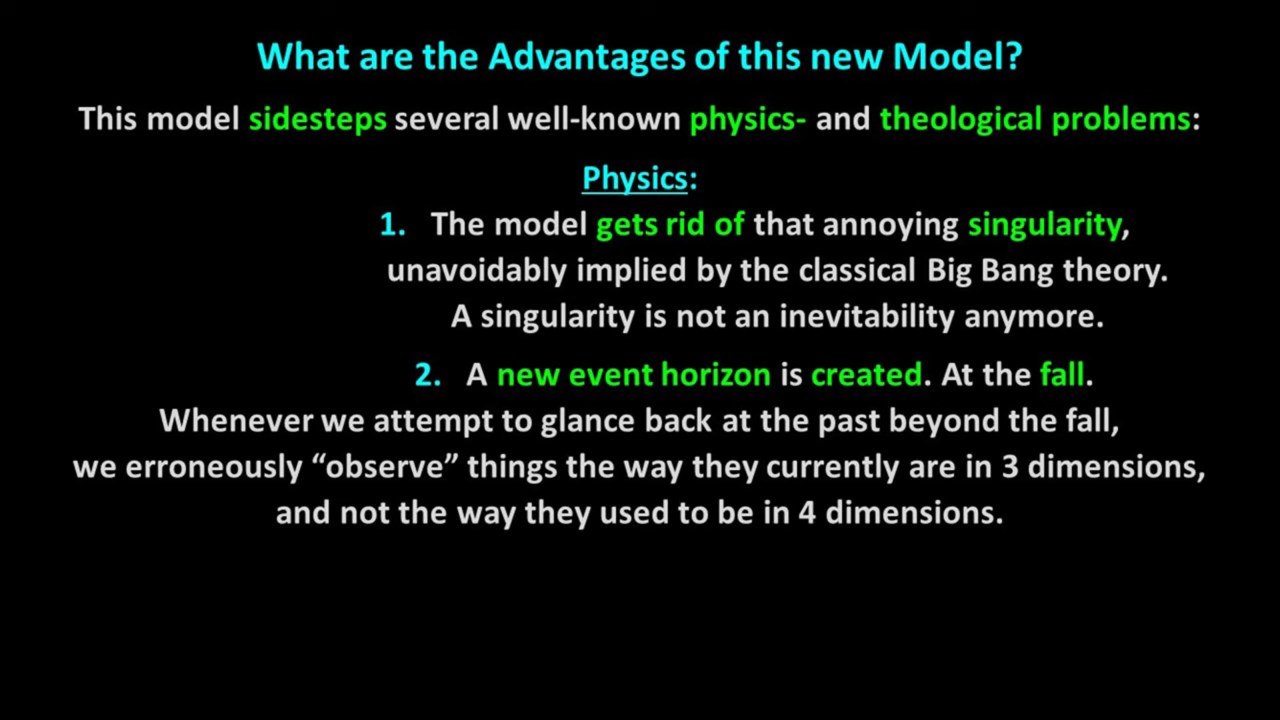 What are the Advantages of this new Model?
This model sidesteps several well-known physics- and theological problems:
Physics:
1. The model gets rid of that annoying singularity,
unavoidably implied by the classical Big Bang theory.
A singularity is not an inevitability anymore.
2. A new event horizon is created. At the fall.
Whenever we attempt to glance back at the past beyond the fall,
we erroneously “observe” things the way they currently are in 3 dimensions,
and not the way they used to be in 4 dimensions.